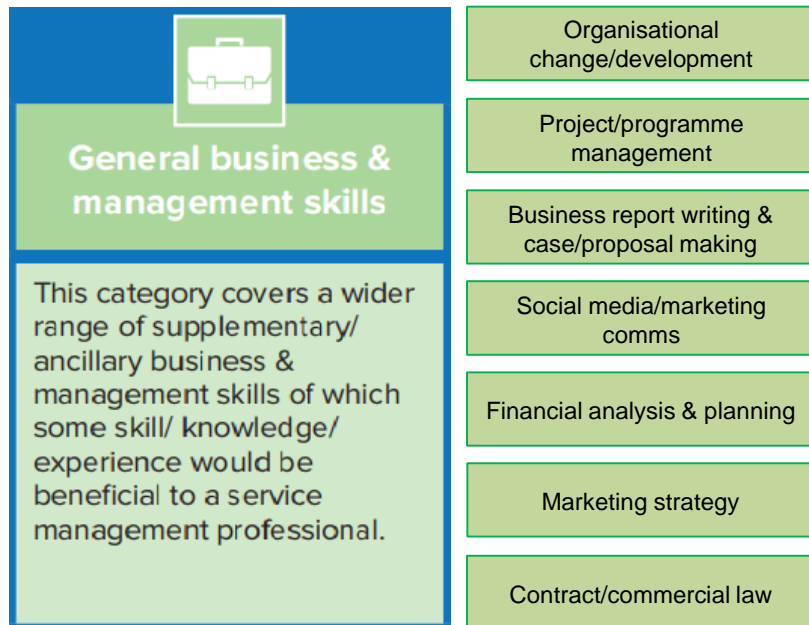 General business &
management skills
This category covers a wider
range of supplementary/
ancillary business &
management skills of which
some skill/ knowledge/
experience would be
beneficial to a service
management professional.
Organisational
change/development
Project/programme
management
Business report writing &
case/proposal making
Social media/marketing
comms
Financial analysis & planning
Marketing strategy
Contract/commercial law